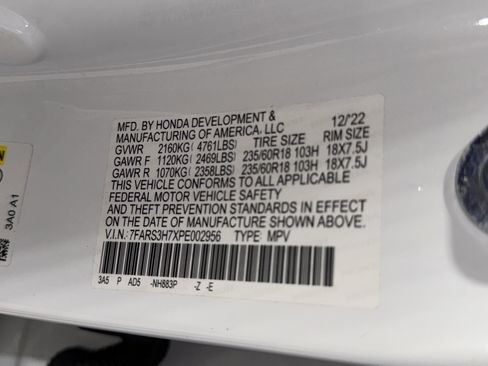 MFD. BY HONDA DEVELOPMENT & 12/'22
MANUFACTURING OF AMERICA, LLC
GVWR 2160KG( 4761LBS) TIRE SIZE RIM SIZE
GAWR F 1120KG( 2469LBS) 235/60R18 103H 18X7.5J
GAWR R 1070KG( 2358LBS) 235/60R18 103H 18X7.5J
THIS VEHICLE CONFORMS TO ALL APPLICABLE
FEDERAL MOTOR VEHICLE SAFETY
AND THEFT PREVENTION STANDARDS IN EFFECT
ON THE DATE OF MANUFACTURE SHOWN ABOVE.
V.I.N.: 7FARS3H7XPE002956 TYPE: MPV
3A5 P AD5 -NH883P -Z -E
3A0 A1